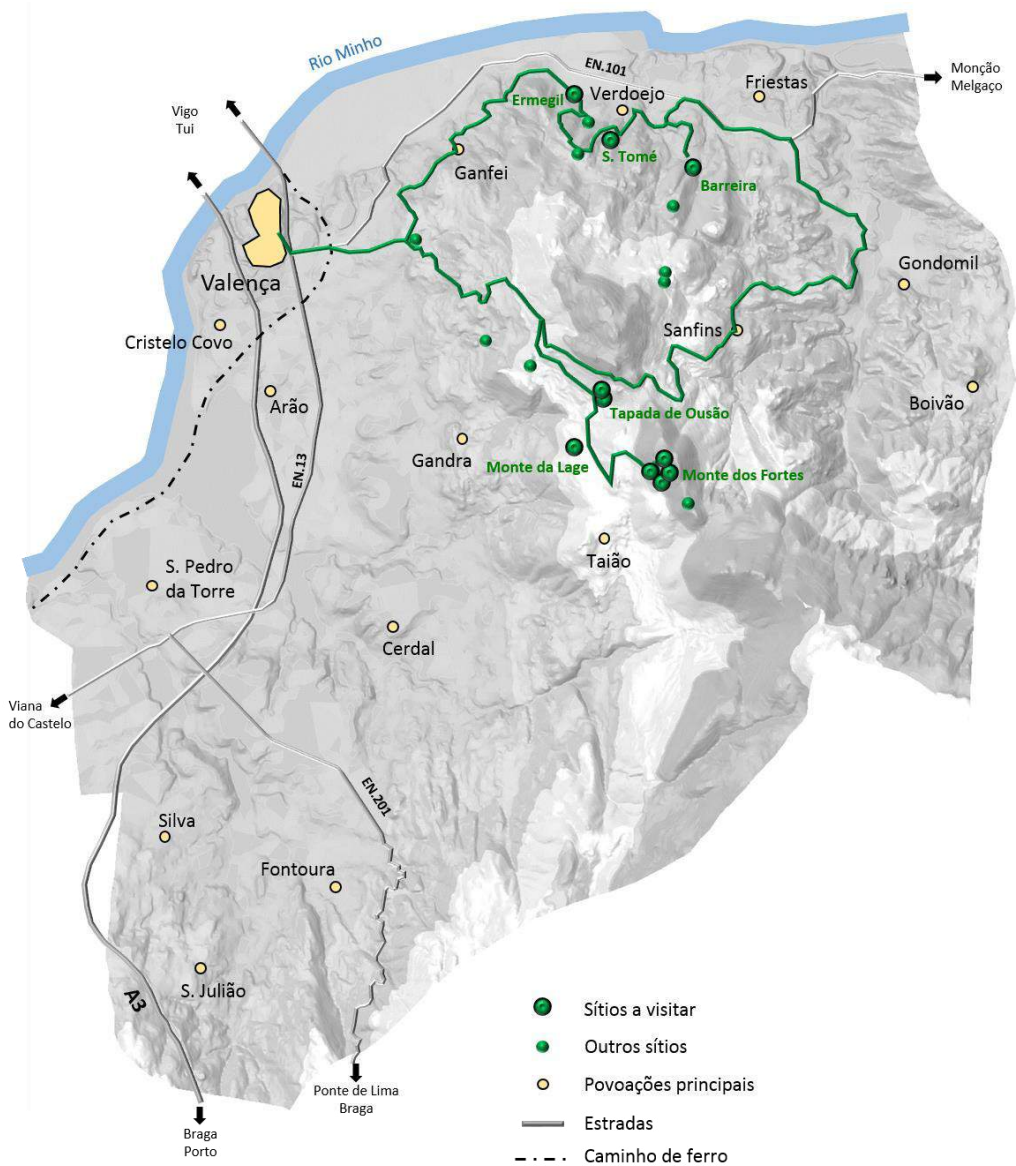 Rio Minho
EN.101
Monção
Melgaço
Friestas
Ermegil
Verdoejo
Vigo
Tui
S. Tomé
Ganfei
Barreira
Valença
Gondomil
Cristelo Covo
Sanfins
Boivão
Arão
Tapada de Ousão
Gandra
Monte da Lage
Monte dos Fortes
EN.13
Taião
S. Pedro
da Torre
Cerdal
Viana
do Castelo
EN.201
Silva
Fontoura
S. Julião
A3
Ponte de Lima
Braga
Braga
Porto
Sítios a visitar
Outros sítios
Povoações principais
Estradas
Caminho de ferro